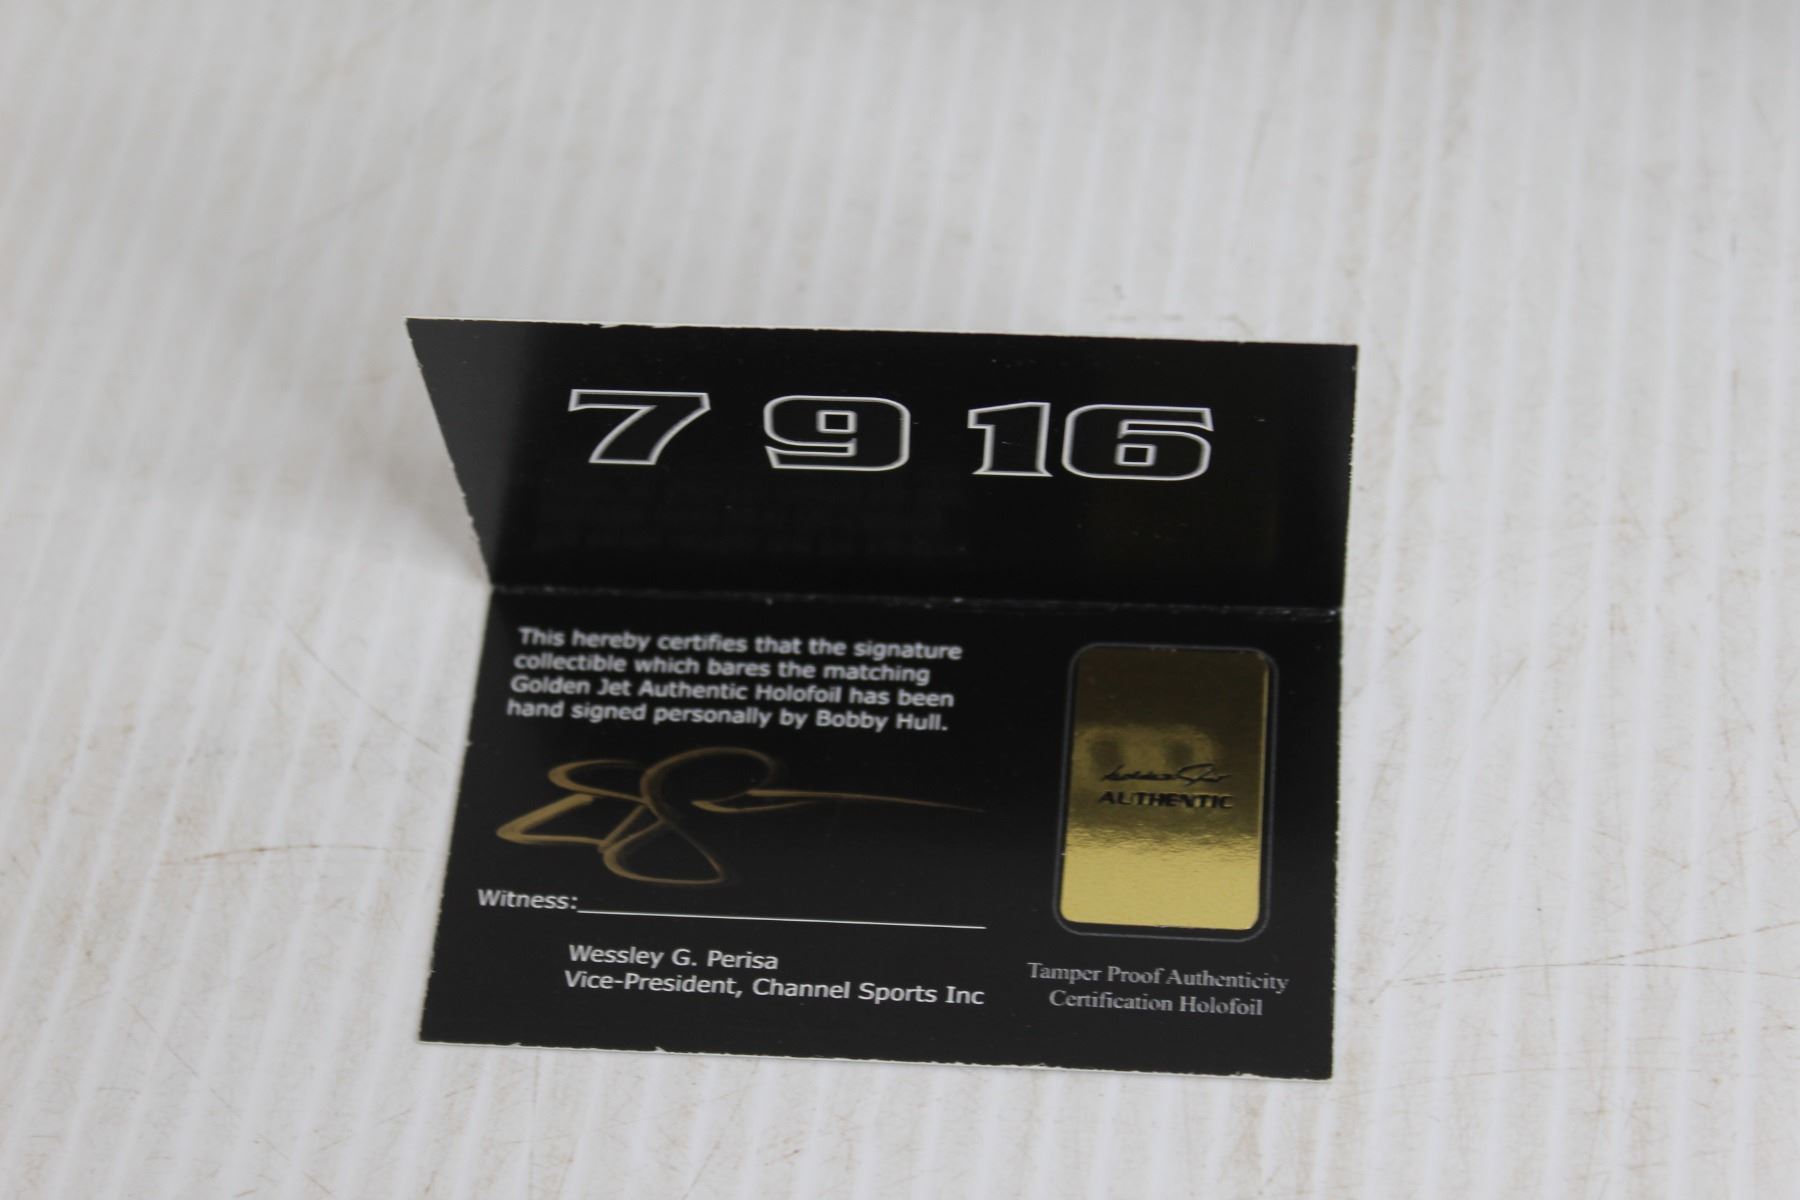 7 9 16
This hereby certifies that the signature
collectible which bares the matching
Golden Jet Authentic Holofoil has been
hand signed personally by Bobby Hull.
Witness:
Wessley G. Perisa
Vice-President, Channel Sports Inc
Golden Jet
AUTHENTIC
Tamper Proof Authenticity
Certification Holofoil